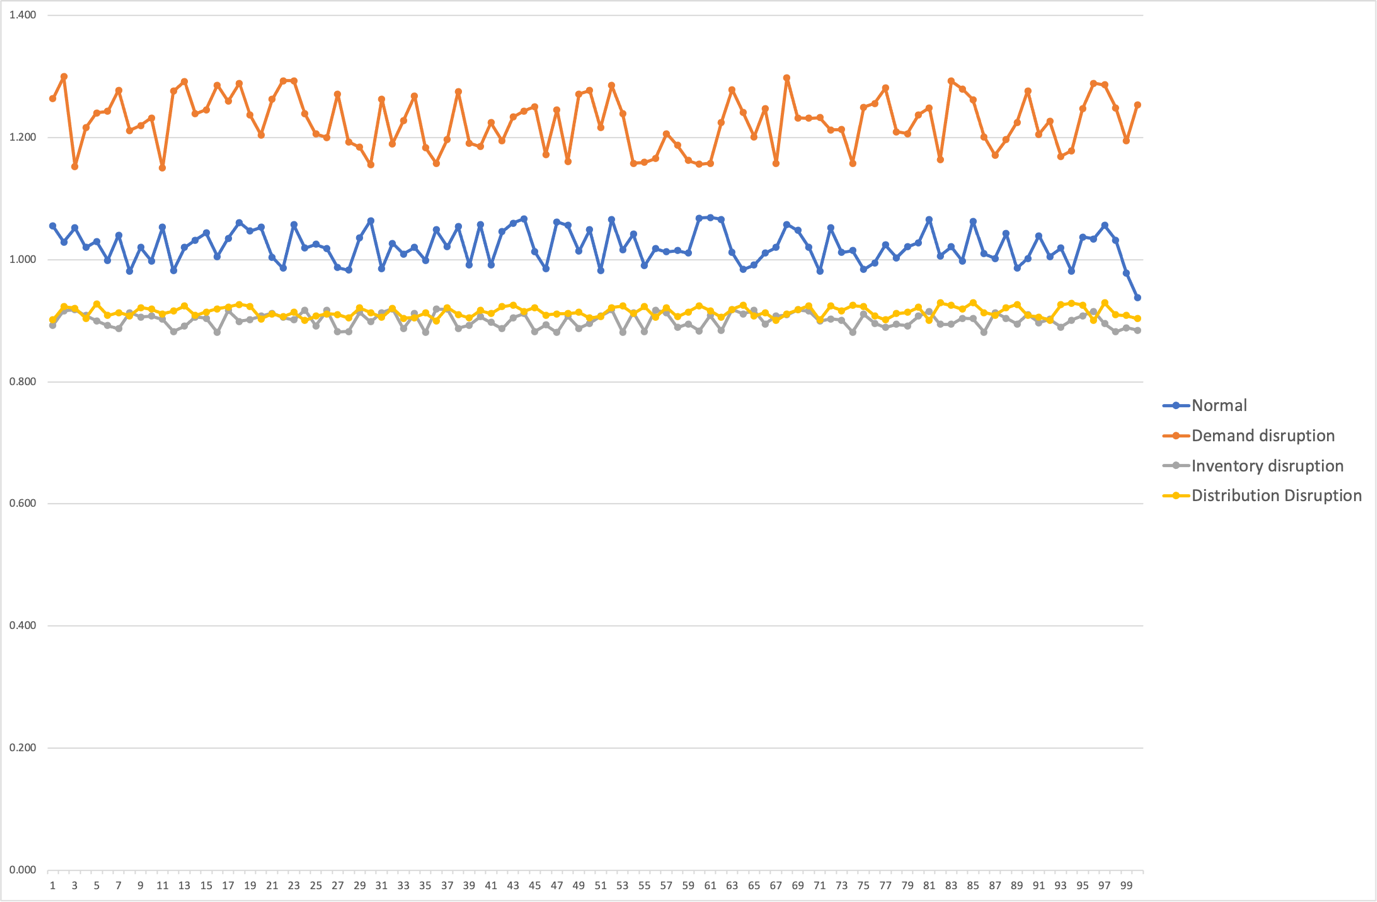 1.400
1.200
1.000
0.800
0.600
0.400
0.200
0.000
1 3 5 7 9 11 13 15 17 19 21 23 25 27 29 31 33 35 37 39 41 43 45 47 49 51 53 55 57 59 61 63 65 67 69 71 73 75 77 79 81 83 85 87 89 91 93 95 97 99
Normal
Demand disruption
Inventory disruption
Distribution Disruption